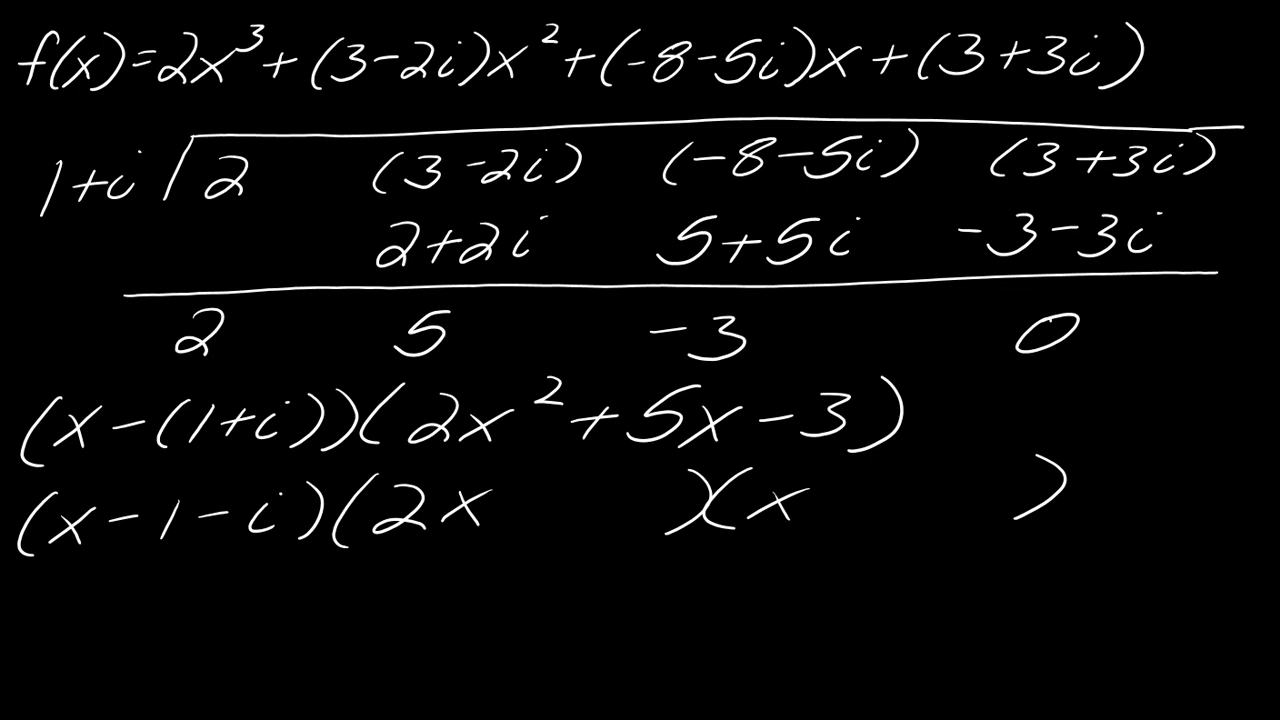 f(x)=2x³+(3-2i)x²+(-8-5i)x+(3+3i)
1+i 2 (3-2i) (-8-5i) (3+3i)
2+2i 5+5i -3-3i
2 5 -3 0
(x-(1+i))(2x²+5x-3)
(x-1-i)(2x )(x )